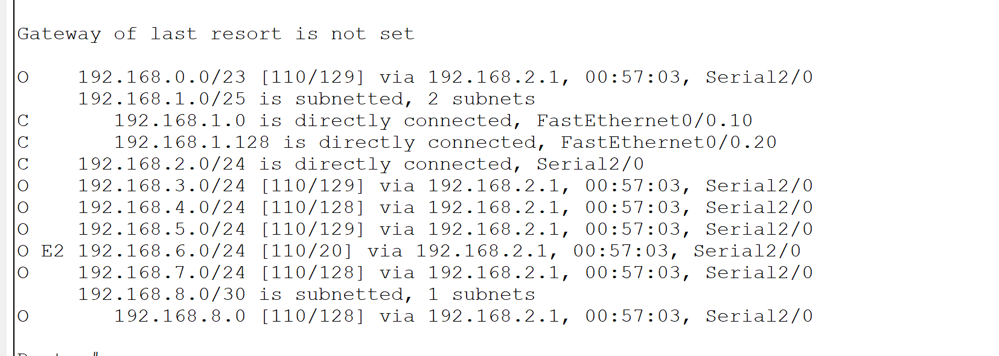 Gateway of last resort is not set
O    192.168.0.0/23 [110/129] via 192.168.2.1, 00:57:03, Serial2/0
     192.168.1.0/25 is subnetted, 2 subnets
C       192.168.1.0 is directly connected, FastEthernet0/0.10
C       192.168.1.128 is directly connected, FastEthernet0/0.20
C    192.168.2.0/24 is directly connected, Serial2/0
O    192.168.3.0/24 [110/129] via 192.168.2.1, 00:57:03, Serial2/0
O    192.168.4.0/24 [110/128] via 192.168.2.1, 00:57:03, Serial2/0
O    192.168.5.0/24 [110/129] via 192.168.2.1, 00:57:03, Serial2/0
O E2 192.168.6.0/24 [110/20] via 192.168.2.1, 00:57:03, Serial2/0
O    192.168.7.0/24 [110/128] via 192.168.2.1, 00:57:03, Serial2/0
     192.168.8.0/30 is subnetted, 1 subnets
O       192.168.8.0 [110/128] via 192.168.2.1, 00:57:03, Serial2/0